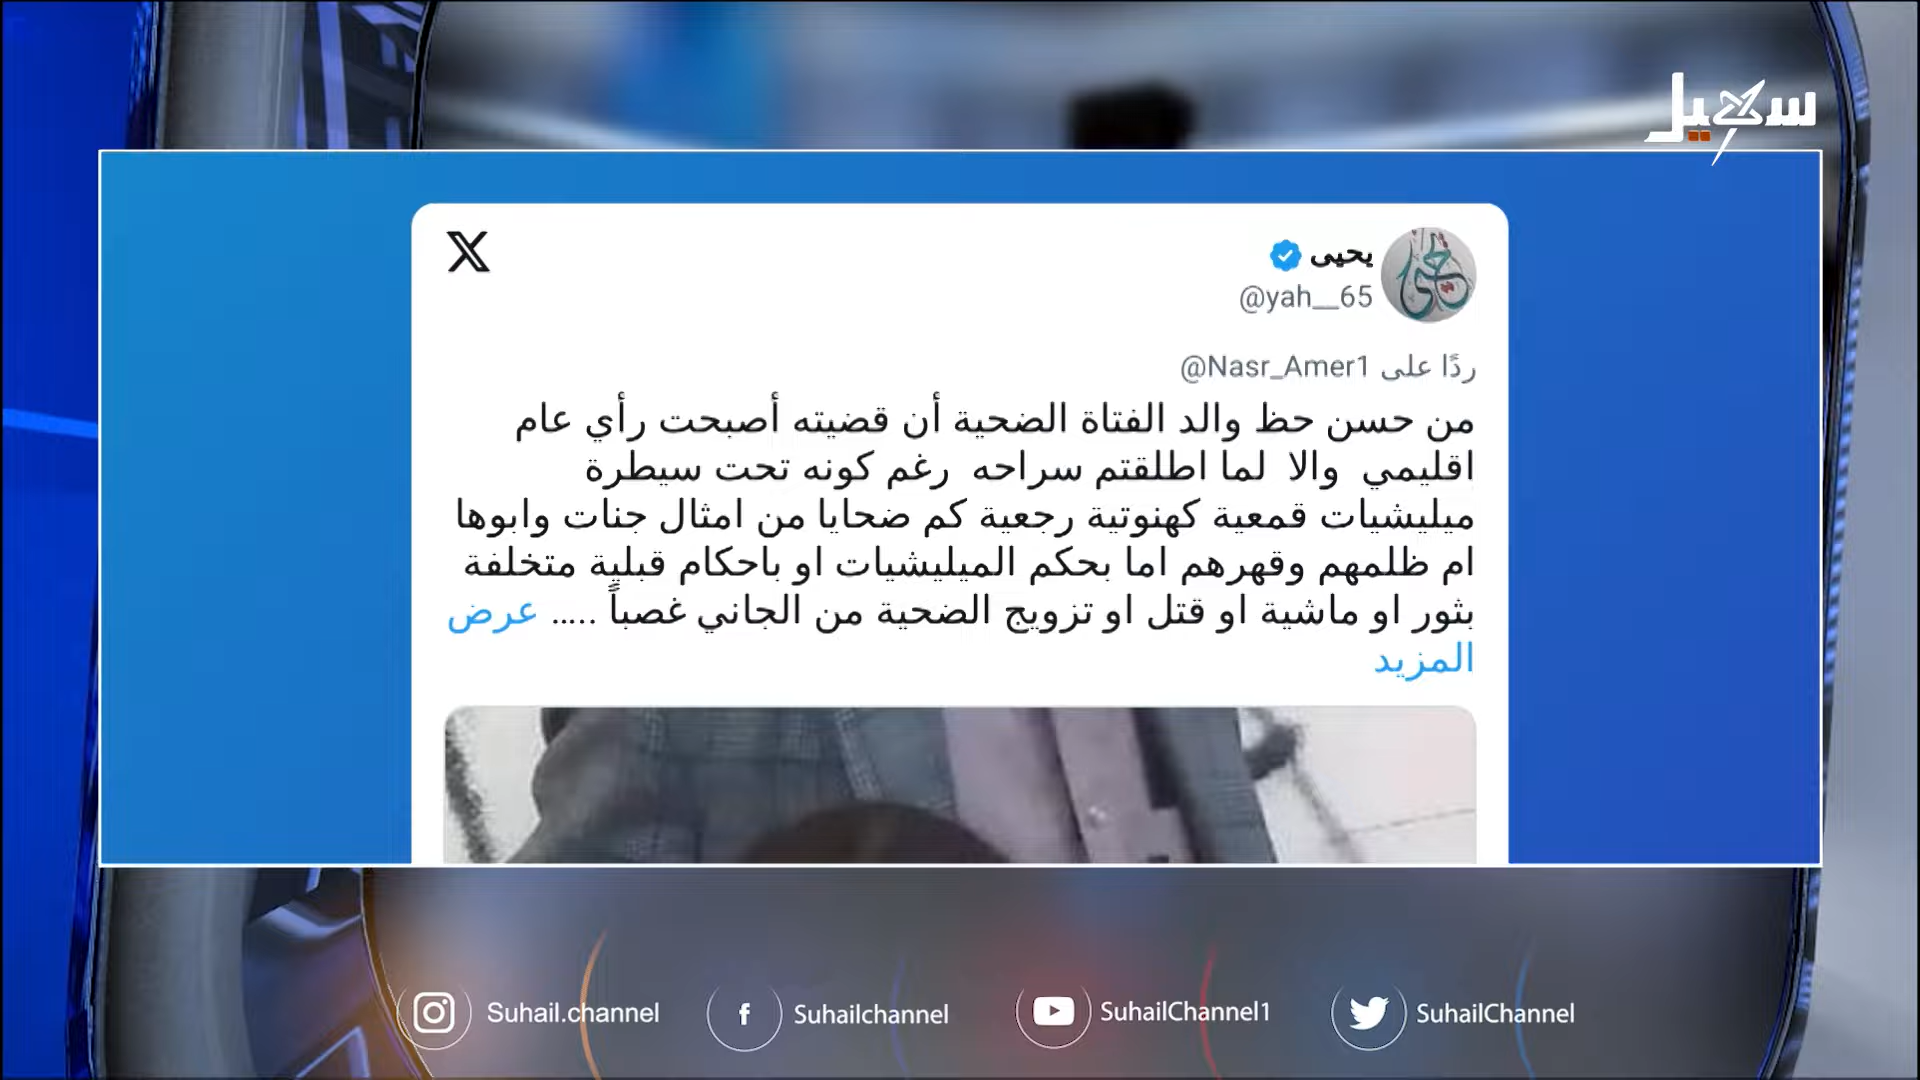 سهيل
X
يحيى
@yah__65
ردًا على @Nasr_Amer1
من حسن حظ والد الفتاة الضحية أن قضيته أصبحت رأي عام
اقليمي والا لما اطلقتم سراحه رغم كونه تحت سيطرة
ميليشيات قمعية كهنوتية رجعية كم ضحايا من امثال جنات وابوها
ام ظلمهم وقهرهم اما بحكم الميليشيات او باحكام قبلية متخلفة
بثور او ماشية او قتل او تزويج الضحية من الجاني غصباً ..... عرض
المزيد
Suhail.channel
Suhailchannel
SuhailChannel1
SuhailChannel